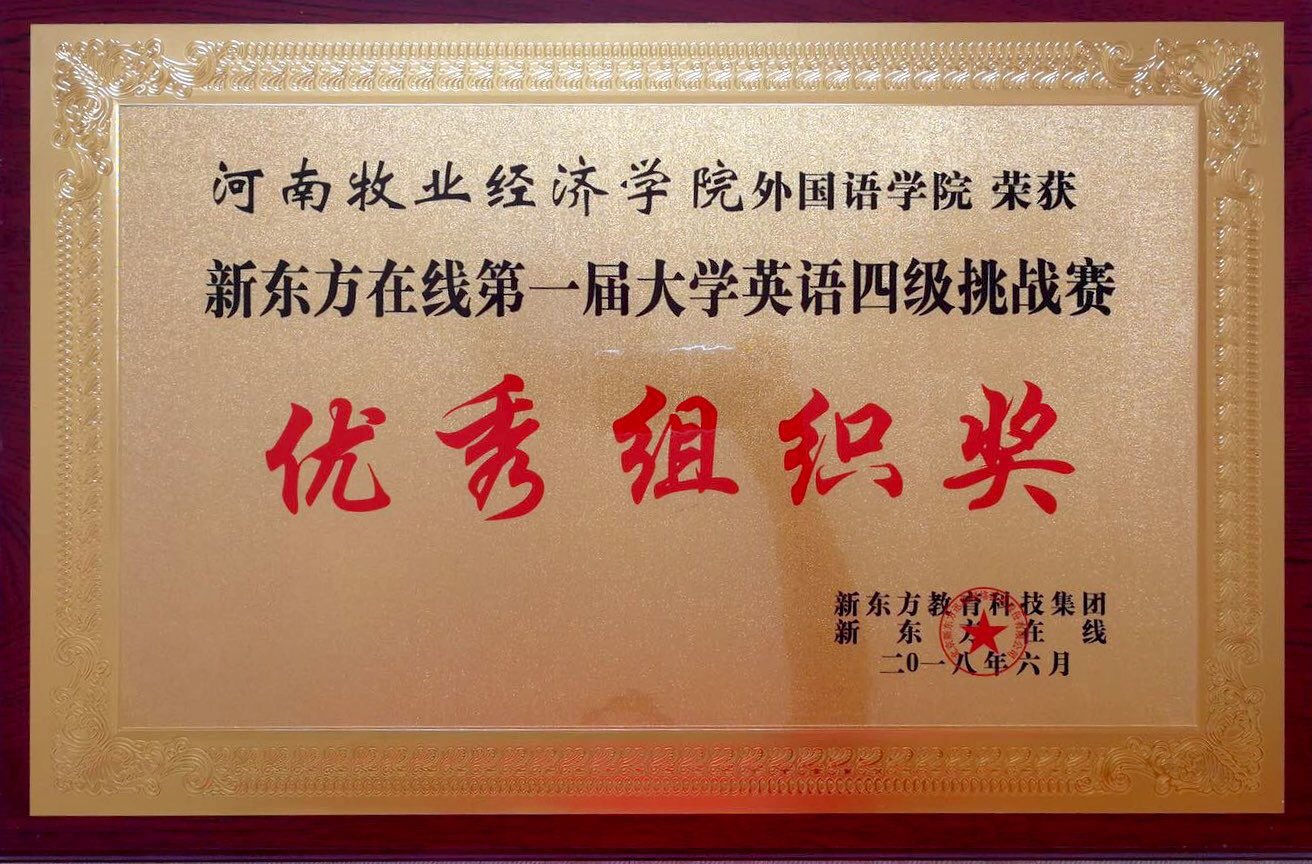 河南牧业经济学院外国语学院 荣获
新东方在线第一届大学英语四级挑战赛
优秀组织奖
新东方教育科技集团
新东方在线
二0一八年六月